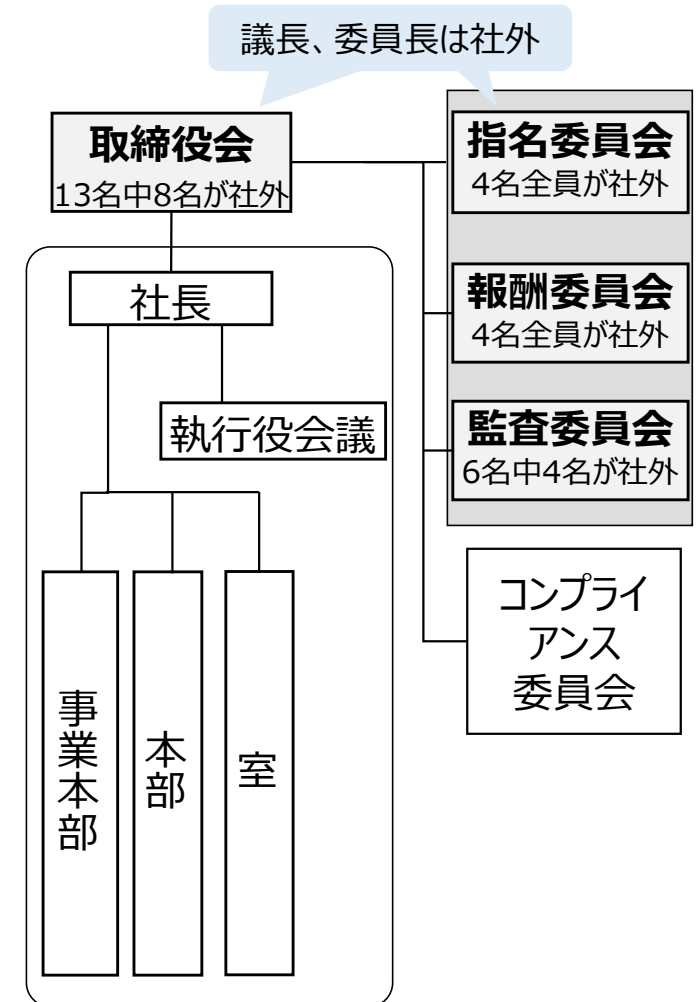 議長、委員長は社外
取締役会
13名中8名が社外
指名委員会
4名全員が社外
報酬委員会
4名全員が社外
監査委員会
6名中4名が社外
コンプライ
アンス
委員会
社長
執行役会議
事業本部
本部
室